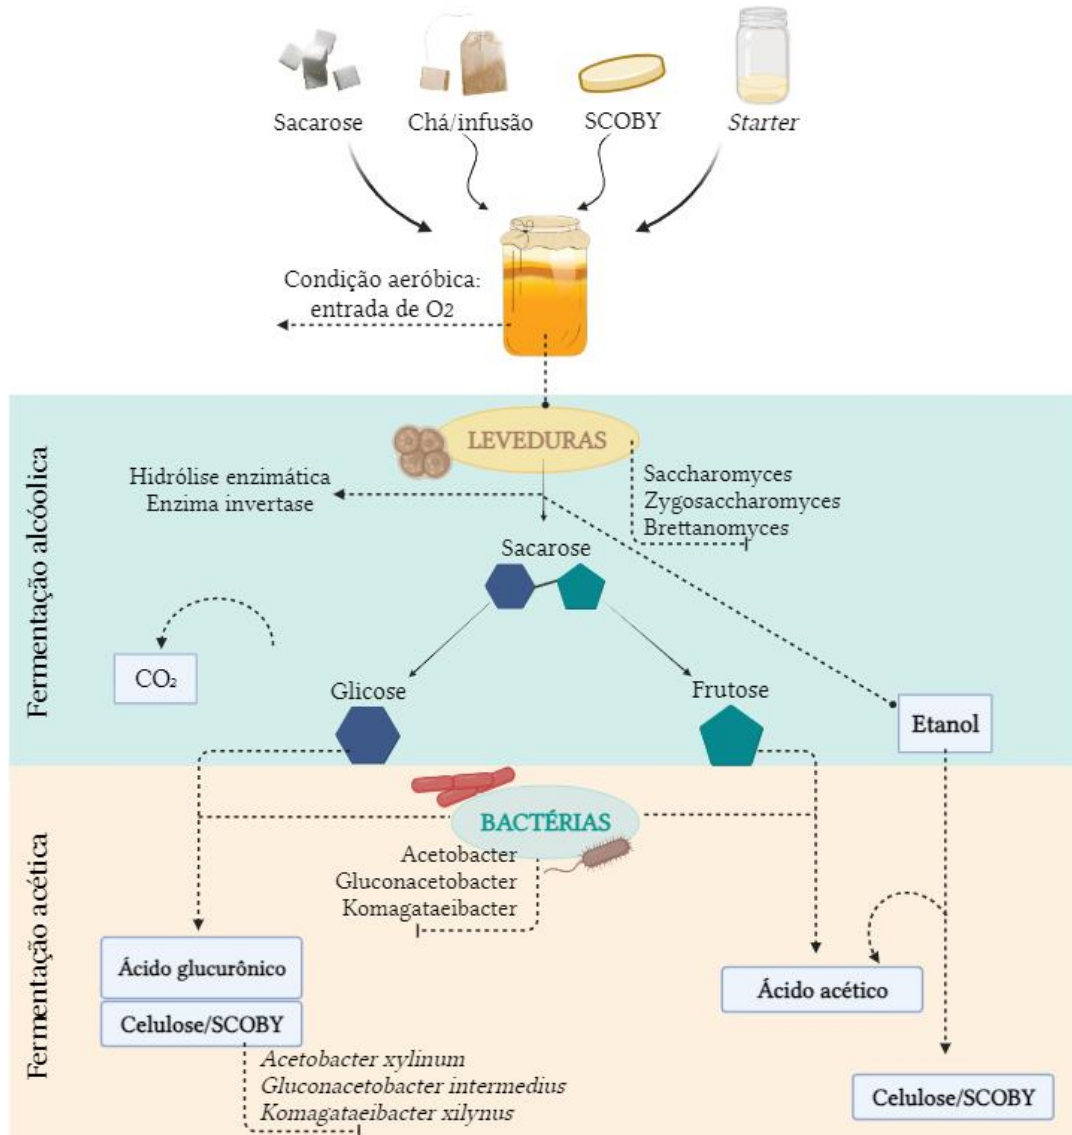 Sacarose
Chá/infusão
SCOBY
Starter
Condição aeróbica:
entrada de O2
Fermentação alcóolica
LEVEDURAS
Hidrólise enzimática
Enzima invertase
Saccharomyces
Zygosaccharomyces
Brettanomyces
Sacarose
CO₂
Glicose
Frutose
Etanol
Fermentação acética
BACTÉRIAS
Acetobacter
Gluconacetobacter
Komagataeibacter
Ácido glucurônico
Celulose/SCOBY
Ácido acético
Acetobacter xylinum
Gluconacetobacter intermedius
Komagataeibacter xilynus
Celulose/SCOBY